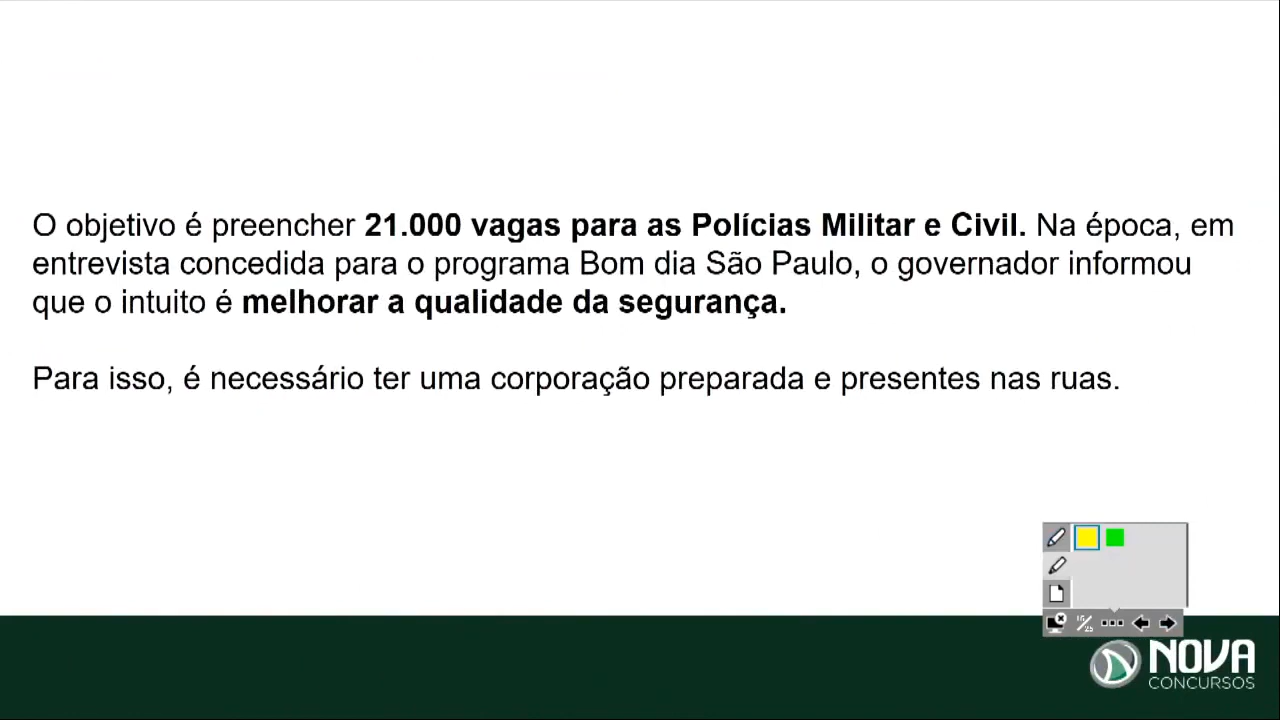 O objetivo é preencher 21.000 vagas para as Polícias Militar e Civil. Na época, em
entrevista concedida para o programa Bom dia São Paulo, o governador informou
que o intuito é melhorar a qualidade da segurança.
Para isso, é necessário ter uma corporação preparada e presentes nas ruas.
NOVA
CONCURSOS